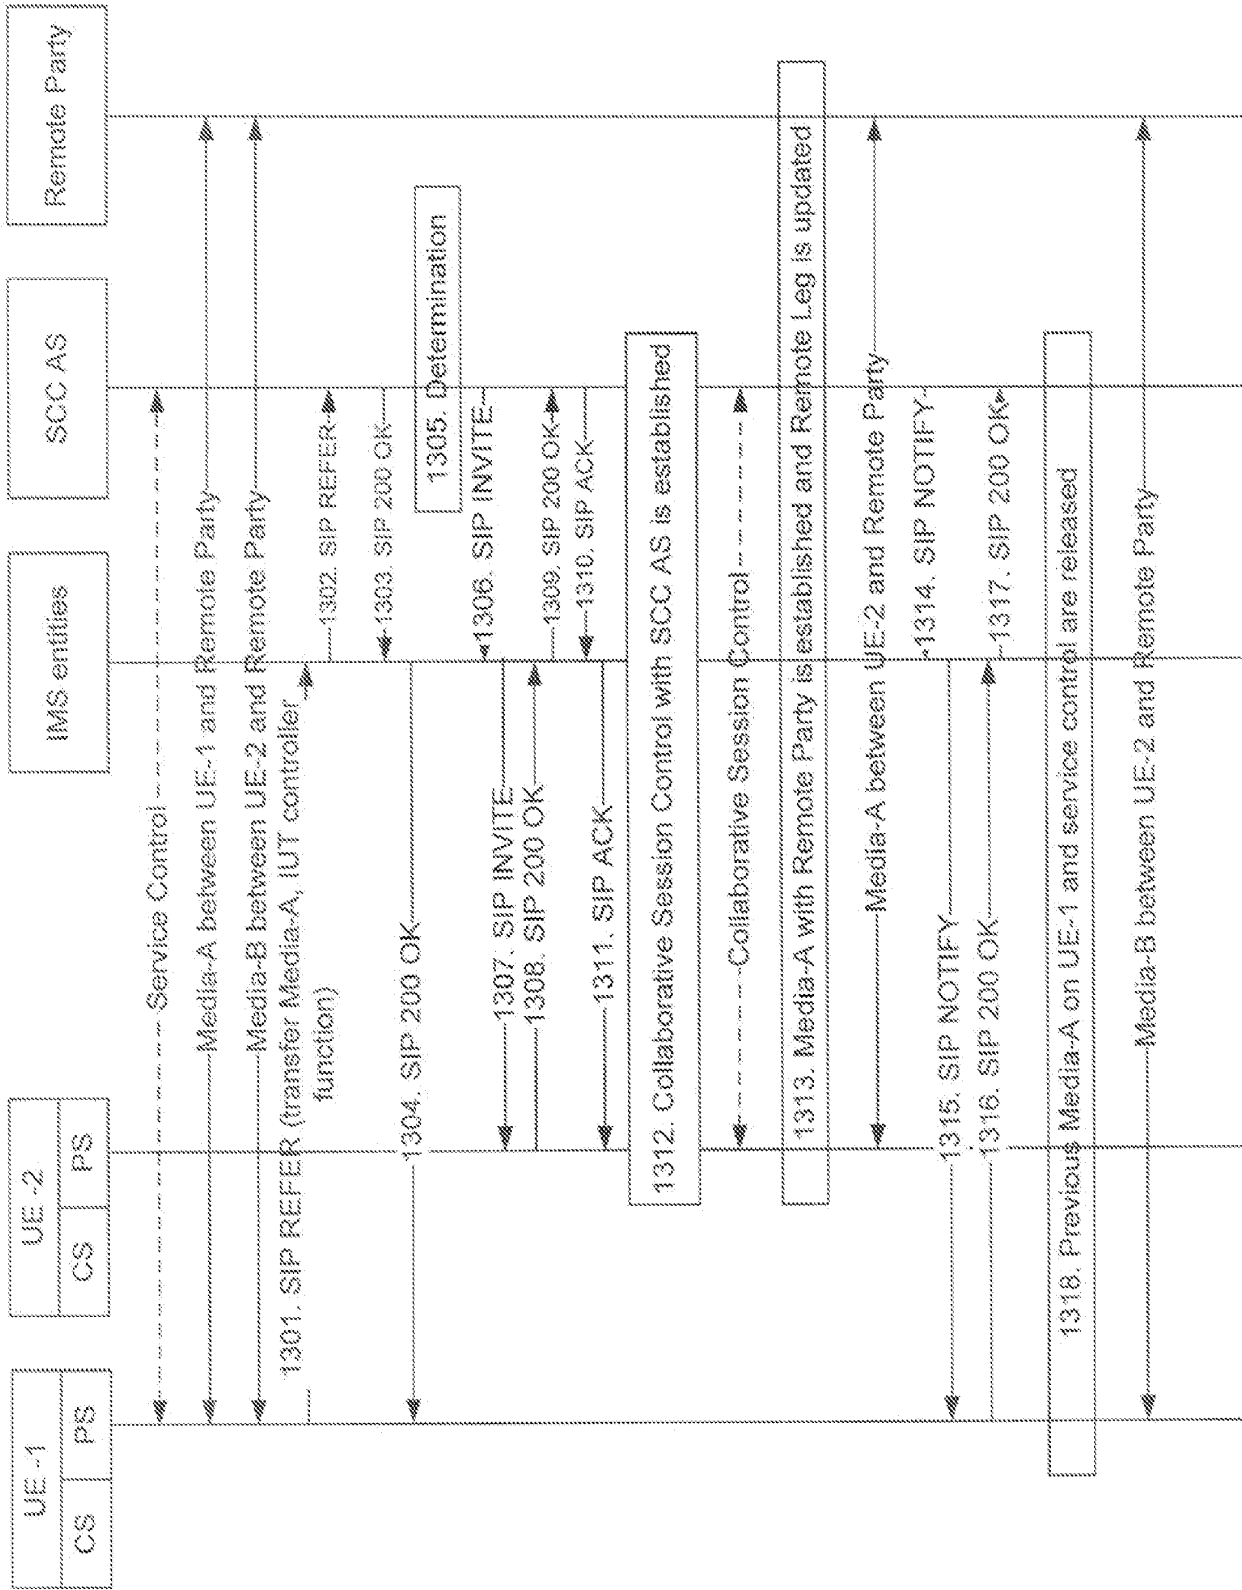 UE -1
CS
PS
UE -2
CS
PS
IMS entities
SCC AS
Remote Party
Service Control
Media-A between UE-1 and Remote Party
Media-B between UE-2 and Remote Party
1301. SIP REFER (transfer Media-A, IUT controller
function)
1302. SIP REFER
1303. SIP 200 OK
1304. SIP 200 OK
1305. Determination
1306. SIP INVITE
1307. SIP INVITE
1308. SIP 200 OK
1309. SIP 200 OK
1310. SIP ACK
1311. SIP ACK
1312. Collaborative Session Control with SCC AS is established
Collaborative Session Control
1313. Media-A with Remote Party is established and Remote Leg is updated
Media-A between UE-2 and Remote Party
1314. SIP NOTIFY
1315. SIP NOTIFY
1316. SIP 200 OK
1317. SIP 200 OK
1318. Previous Media-A on UE-1 and service control are released
Media-B between UE-2 and Remote Party